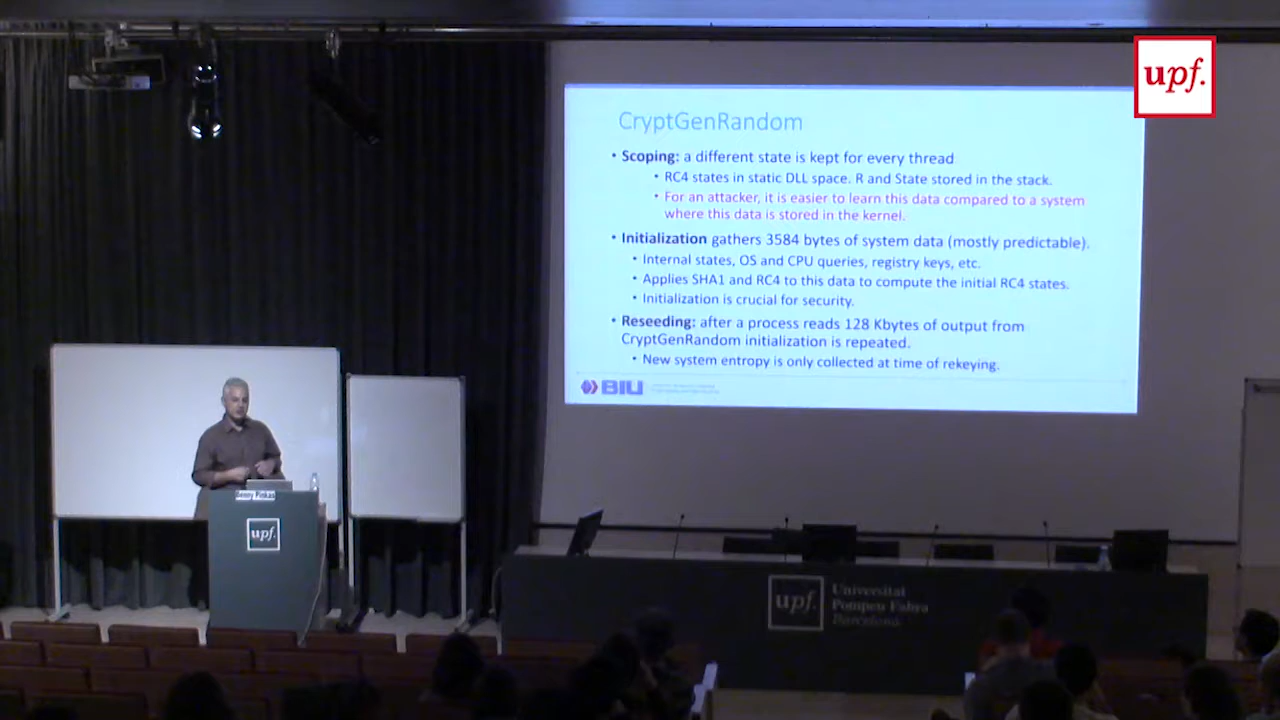 upf.
CryptGenRandom
• Scoping: a different state is kept for every thread
• RC4 states in static DLL space. R and State stored in the stack.
• For an attacker, it is easier to learn this data compared to a system
where this data is stored in the kernel.
• Initialization gathers 3584 bytes of system data (mostly predictable).
• Internal states, OS and CPU queries, registry keys, etc.
• Applies SHA1 and RC4 to this data to compute the initial RC4 states.
• Initialization is crucial for security.
• Reseeding: after a process reads 128 Kbytes of output from
CryptGenRandom initialization is repeated.
• New system entropy is only collected at time of rekeying.
BIU
Benny Pinkas
upf.
upf.
Universitat
Pompeu Fabra
Barcelona